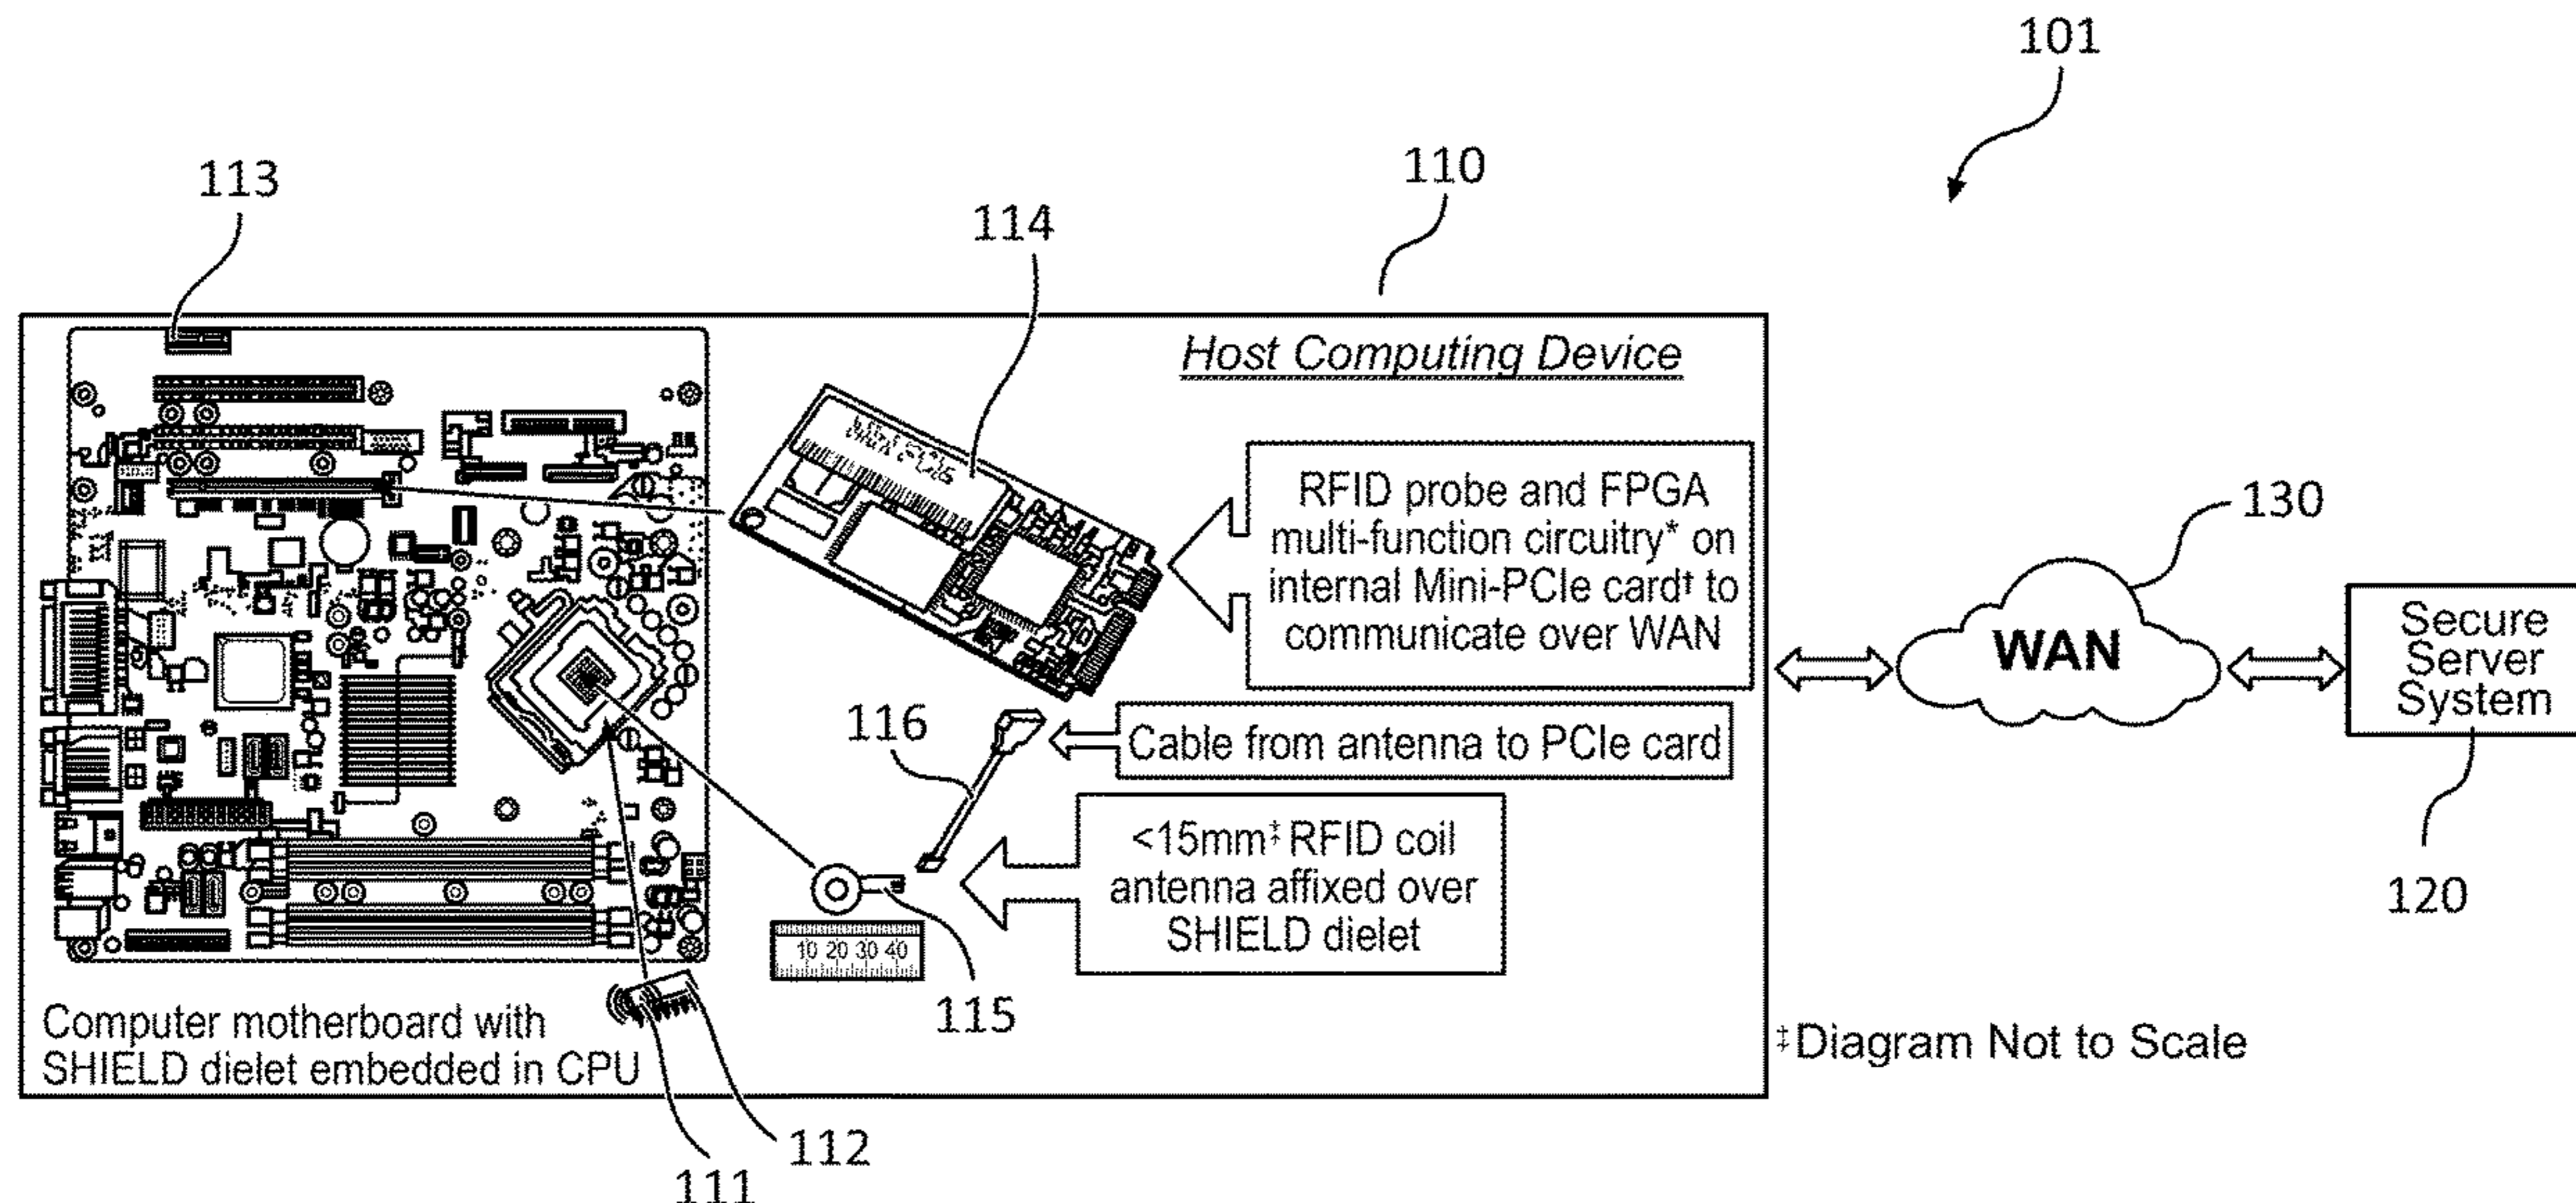 101
110
113
114
Host Computing Device
Mini PCIe
RFID probe and FPGA
multi-function circuitry* on
internal Mini-PCIe card† to
communicate over WAN
130
WAN
Secure
Server
System
116
Cable from antenna to PCIe card
<15mm‡ RFID coil
antenna affixed over
SHIELD dielet
120
10 20 30 40
115
Computer motherboard with
SHIELD dielet embedded in CPU
‡Diagram Not to Scale
112
111